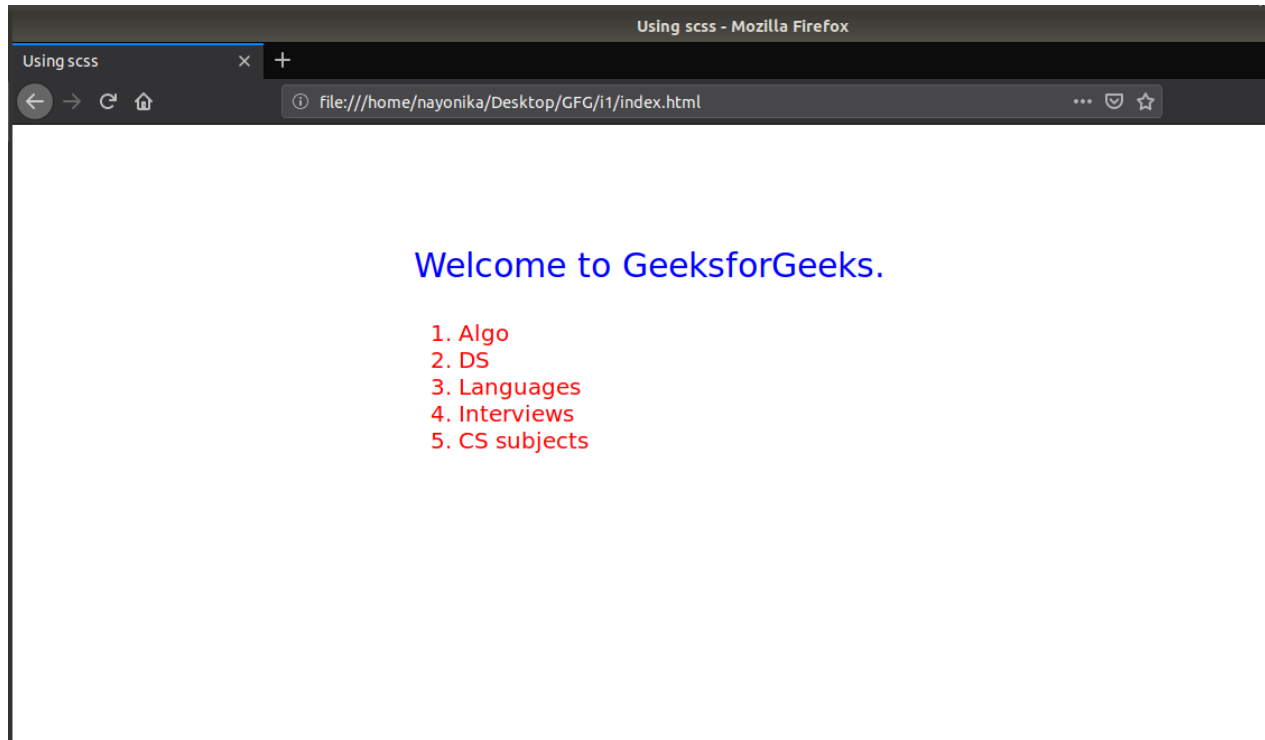 Using scss - Mozilla Firefox
Using scss
file:///home/nayonika/Desktop/GFG/i1/index.html
Welcome to GeeksforGeeks.
1. Algo
2. DS
3. Languages
4. Interviews
5. CS subjects